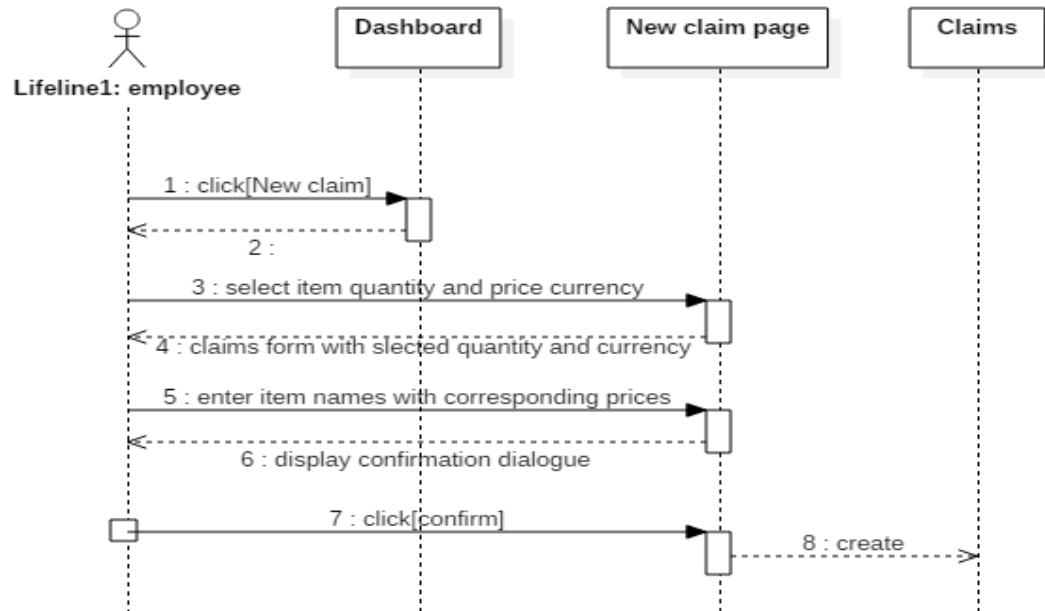 Dashboard
New claim page
Claims
Lifeline1: employee
1 : click[New claim]
2 :
3 : select item quantity and price currency
4 : claims form with slected quantity and currency
5 : enter item names with corresponding prices
6 : display confirmation dialogue
7 : click[confirm]
8 : create